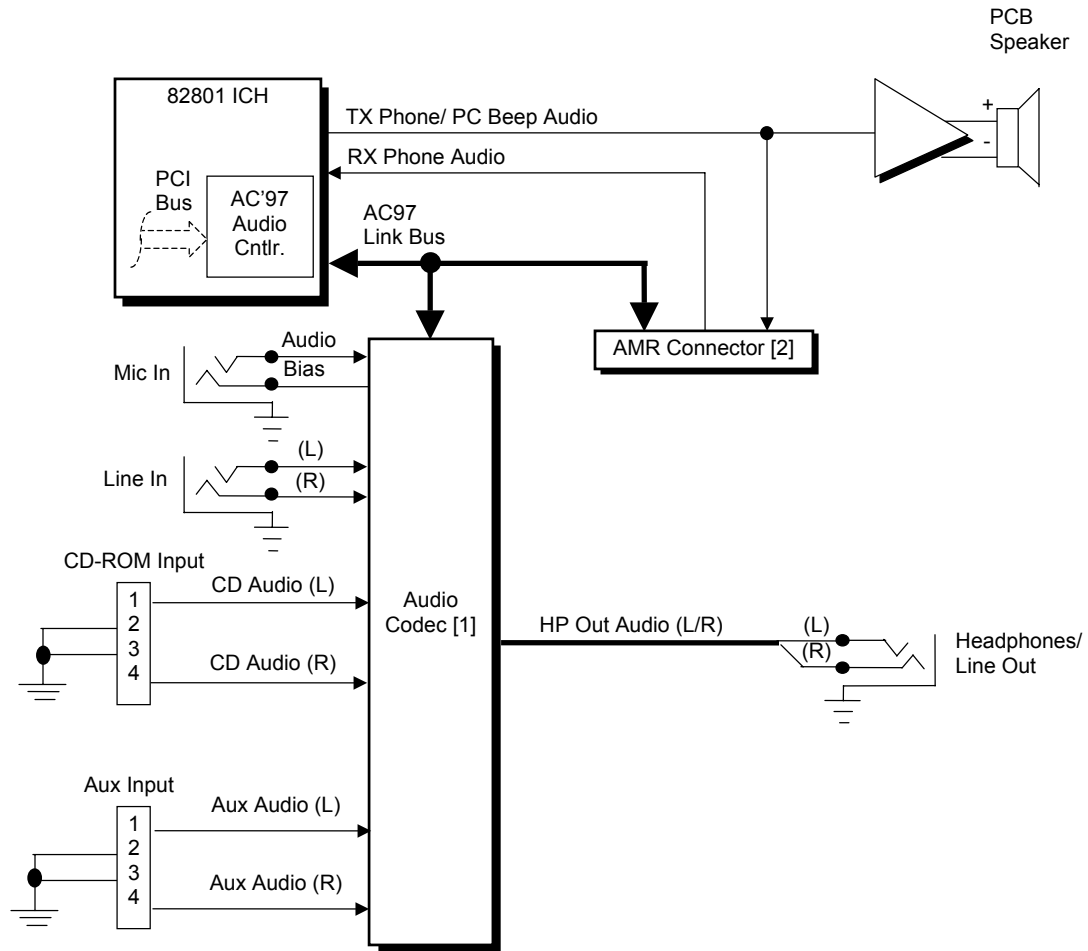 PCB
Speaker
82801 ICH
TX Phone/ PC Beep Audio
+
-
RX Phone Audio
PCI
Bus
AC’97
Audio
Cntlr.
AC97
Link Bus
AMR Connector [2]
Mic In
Audio
Bias
Line In
(L)
(R)
CD-ROM Input
1
2
3
4
CD Audio (L)
CD Audio (R)
Audio
Codec [1]
HP Out Audio (L/R)
(L)
(R)
Headphones/
Line Out
Aux Input
1
2
3
4
Aux Audio (L)
Aux Audio (R)